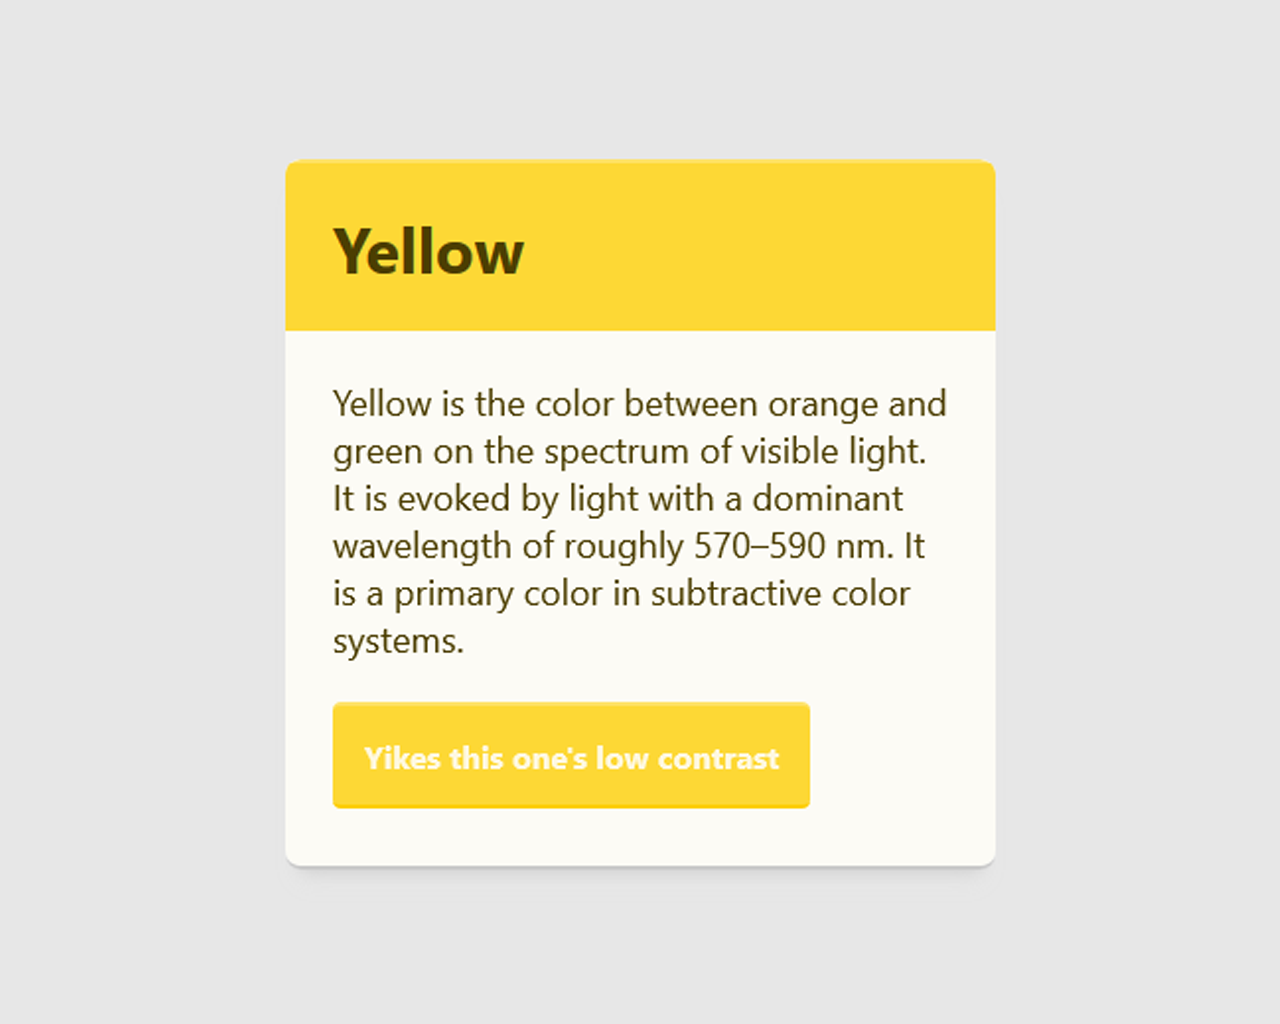 Yellow
Yellow is the color between orange and
green on the spectrum of visible light.
It is evoked by light with a dominant
wavelength of roughly 570–590 nm. It
is a primary color in subtractive color
systems.
Yikes this one's low contrast